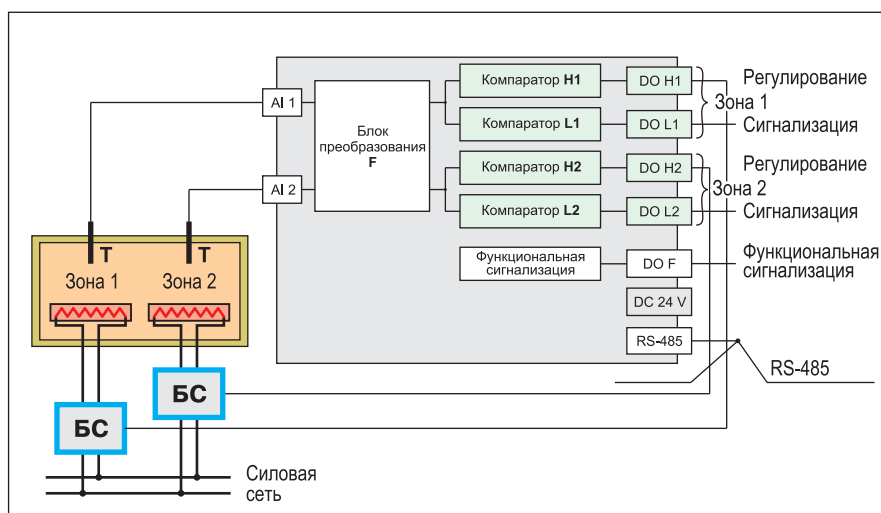 Компаратор H1
DO H1
Регулирование
AI 1
Зона 1
Блок
преобразования
F
Компаратор L1
DO L1
Сигнализация
Компаратор H2
DO H2
Регулирование
AI 2
Зона 2
Компаратор L2
DO L2
Сигнализация
Функциональная
сигнализация
DO F
Функциональная
сигнализация
T
T
Зона 1
Зона 2
DC 24 V
RS-485
RS-485
БС
БС
Силовая
сеть